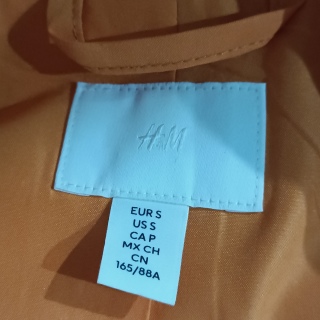 H&M
EUR S
US S
CA P
MX CH
CN
165/88A